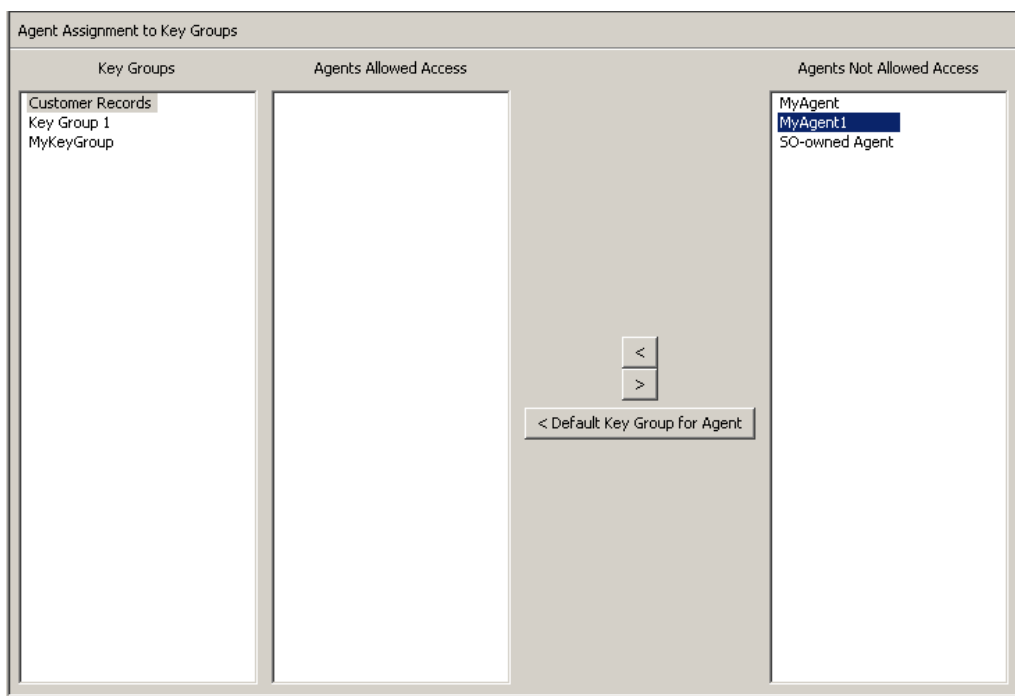 Agent Assignment to Key Groups
Key Groups
Agents Allowed Access
Agents Not Allowed Access
Customer Records
Key Group 1
MyKeyGroup
MyAgent
MyAgent1
SO-owned Agent
<
>
< Default Key Group for Agent